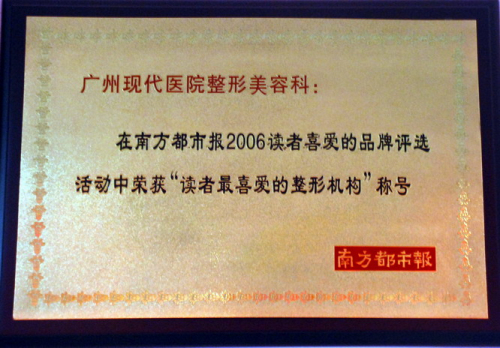 广州现代医院整形美容科：
在南方都市报2006读者喜爱的品牌评选
活动中荣获“读者最喜爱的整形机构”称号
南方都市報